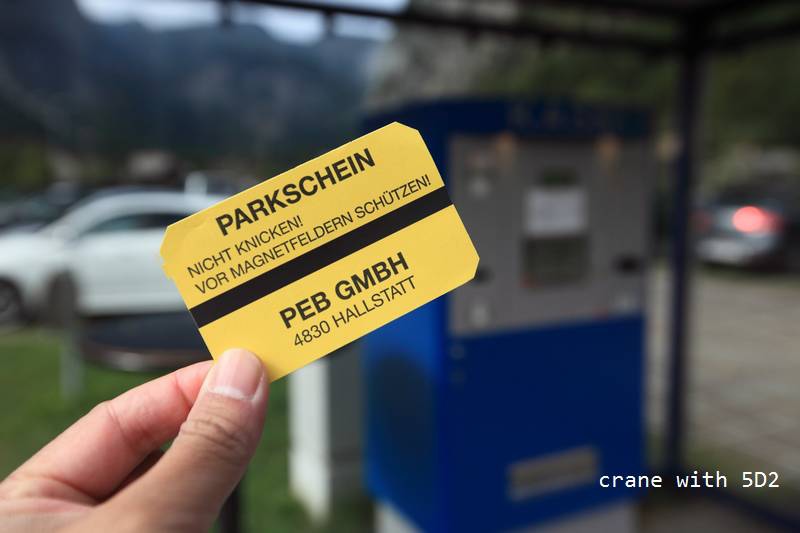 PARKSCHEIN
NICHT KNICKEN!
VOR MAGNETFELDERN SCHÜTZEN!
PEB GMBH
4830 HALLSTATT
crane with 5D2